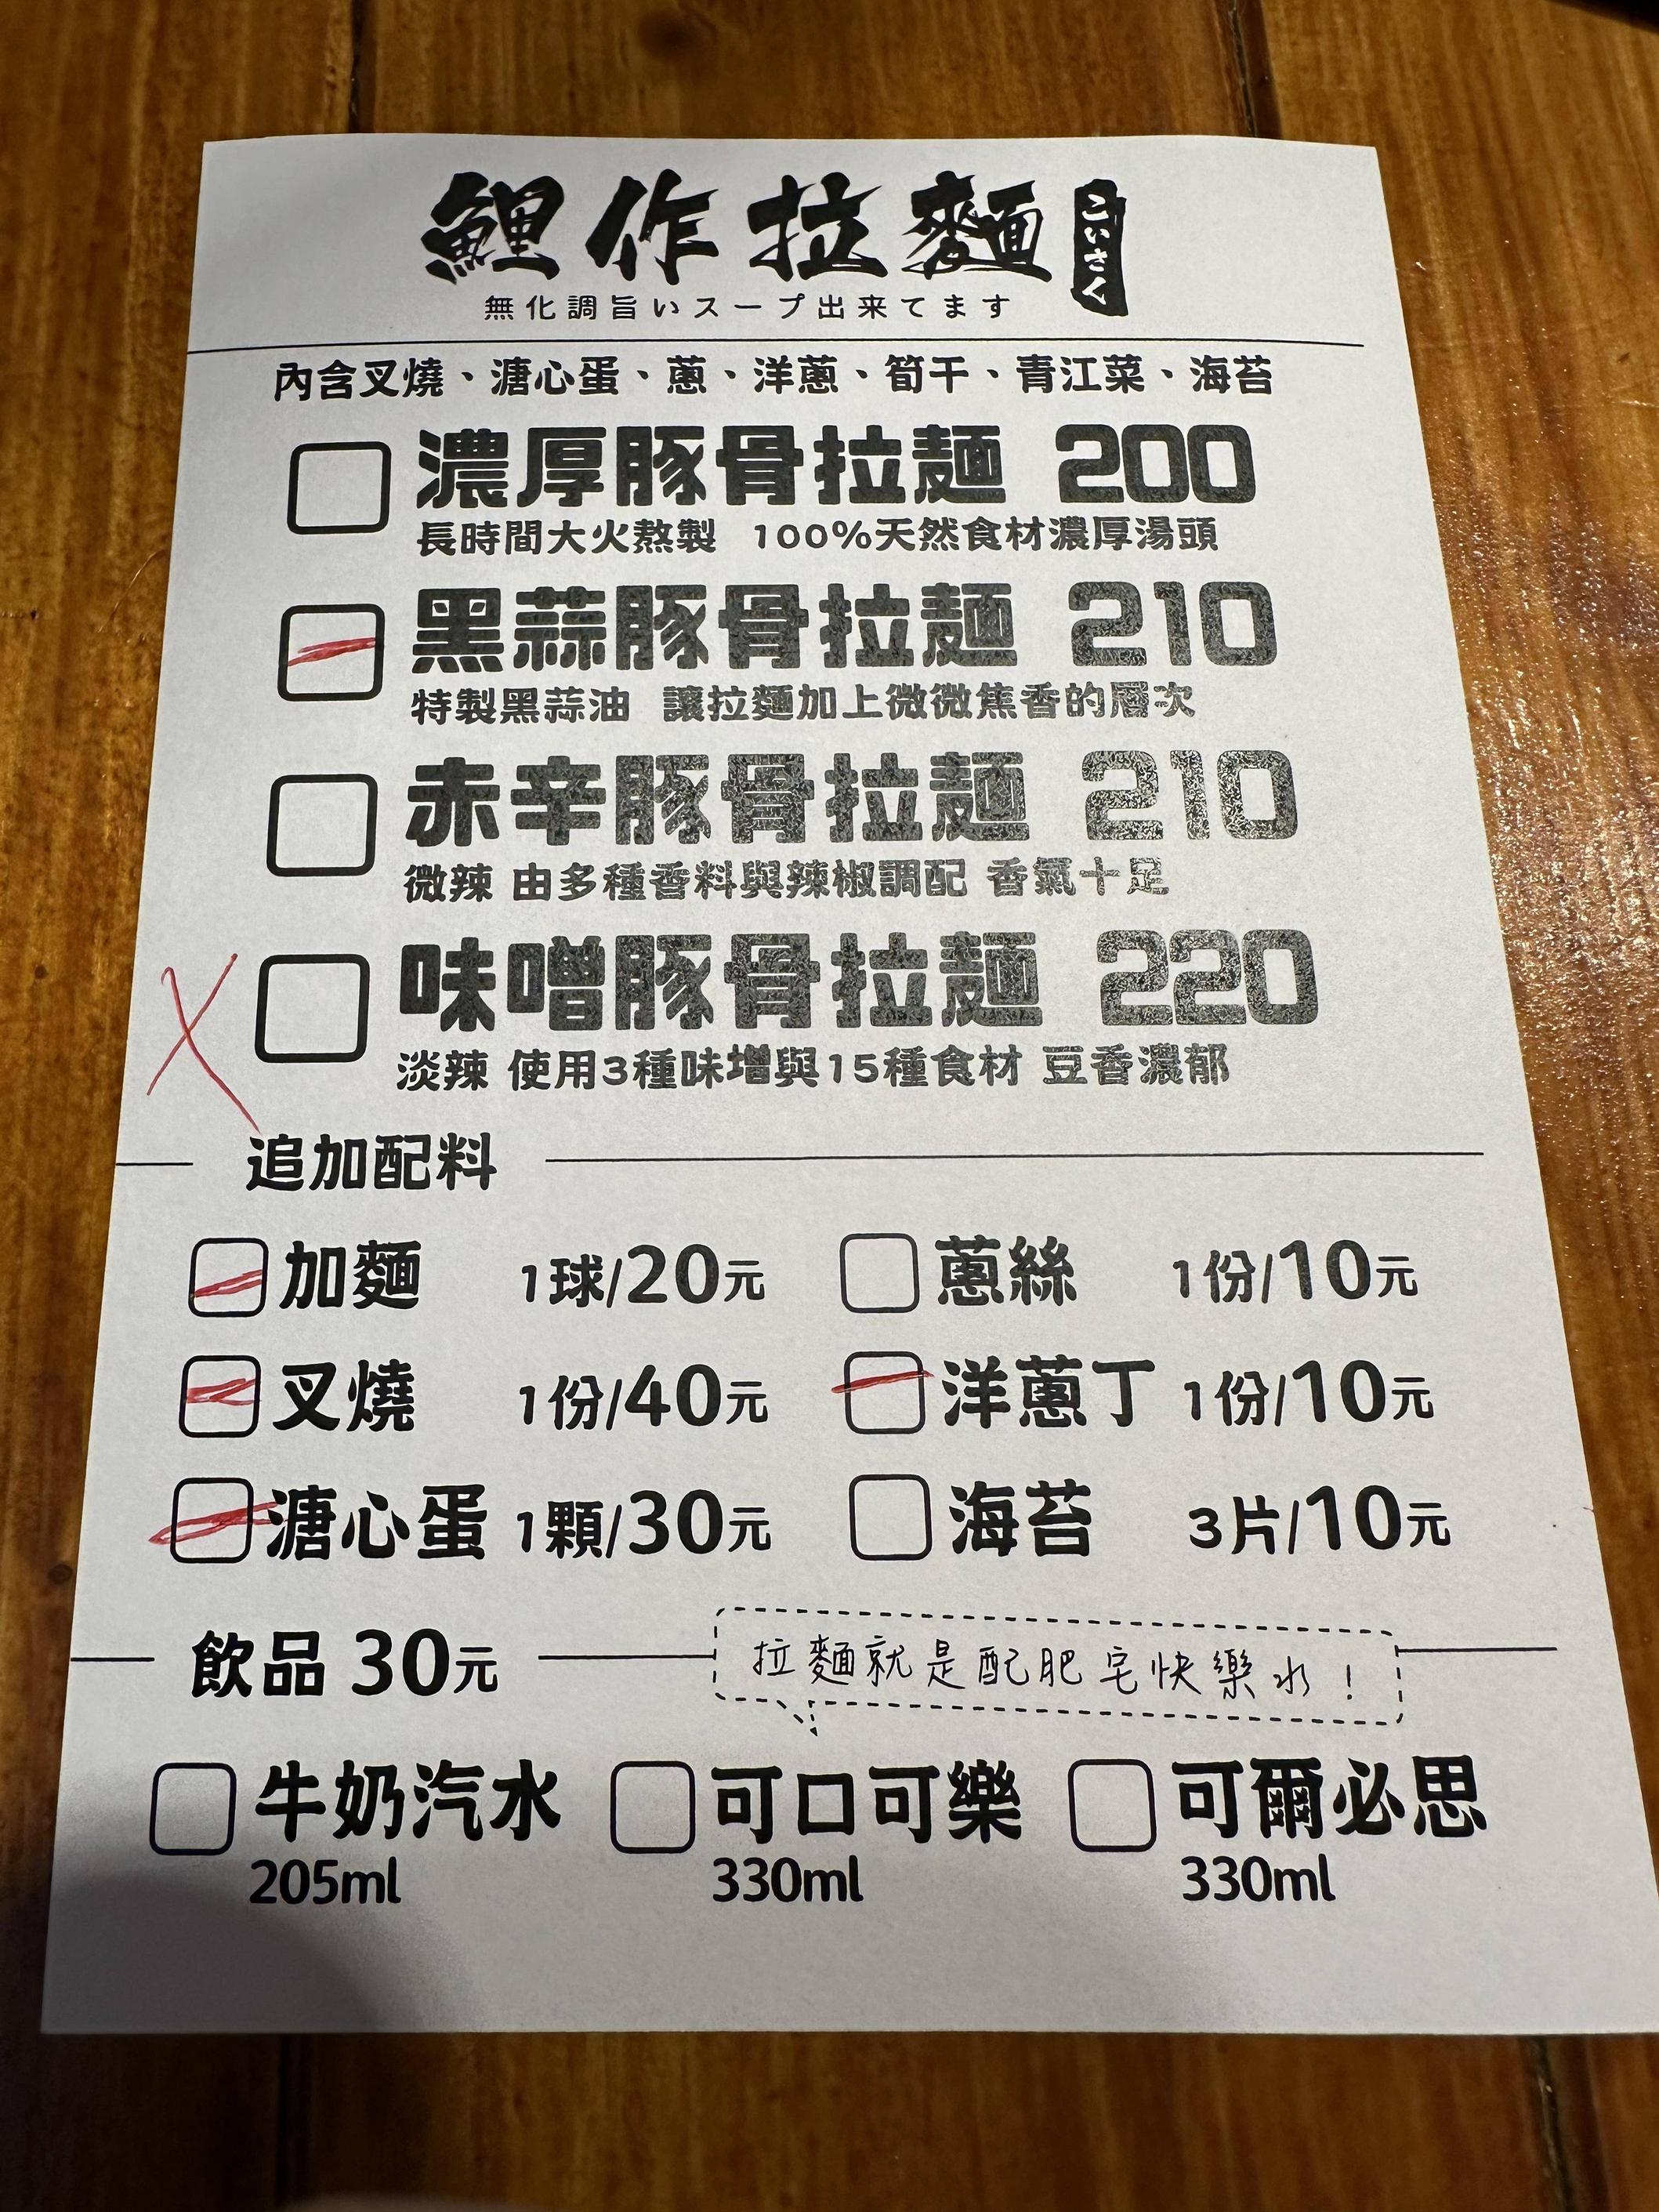 鯉作拉麵 こいさく
無化調旨いスープ出来てます
內含叉燒、溏心蛋、蔥、洋蔥、筍干、青江菜、海苔
濃厚豚骨拉麵 200
長時間大火熬製 100%天然食材濃厚湯頭
黑蒜豚骨拉麵 210
特製黑蒜油 讓拉麵加上微微焦香的層次
赤辛豚骨拉麵 210
微辣 由多種香料與辣椒調配 香氣十足
味噌豚骨拉麵 220
淡辣 使用3種味增與15種食材 豆香濃郁
追加配料
加麵 1球/20元 蔥絲 1份/10元
叉燒 1份/40元 洋蔥丁 1份/10元
溏心蛋 1顆/30元 海苔 3片/10元
飲品 30元 拉麵就是配肥宅快樂水！
牛奶汽水 可口可樂 可爾必思
205ml 330ml 330ml